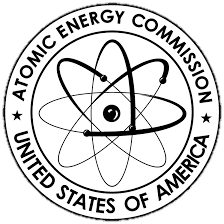 ATOMIC ENERGY COMMISSION
UNITED STATES OF AMERICA